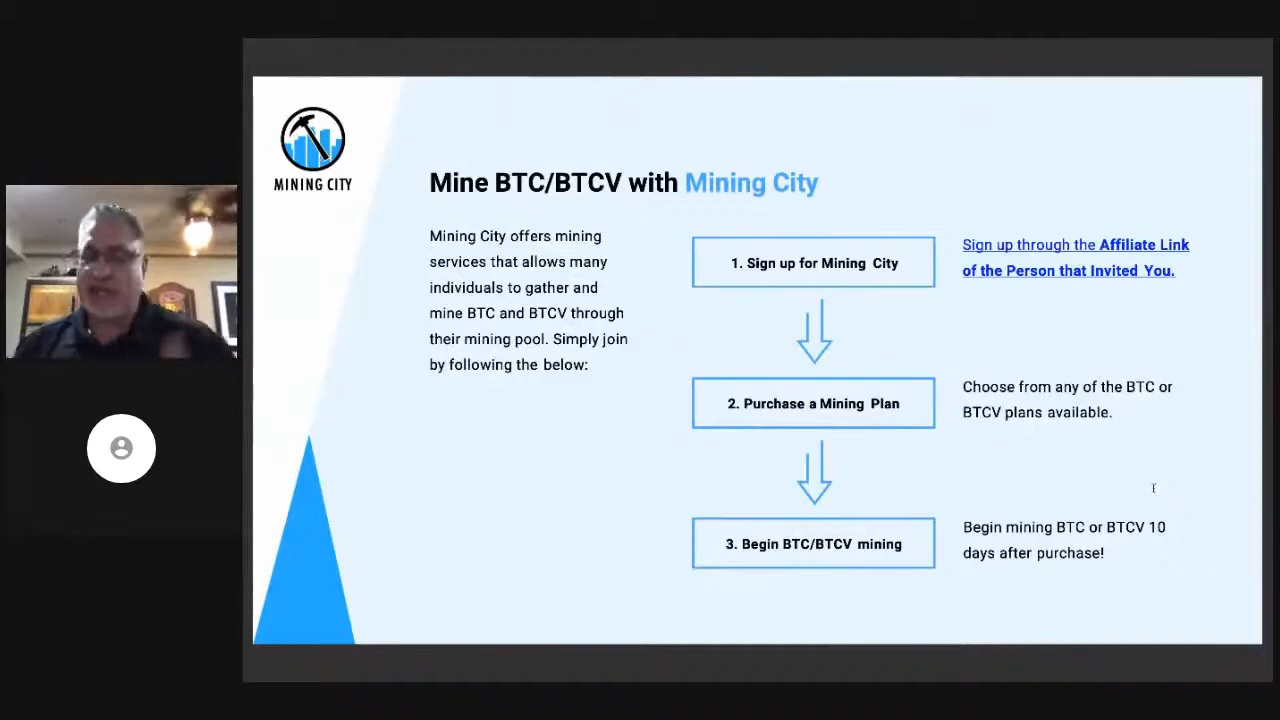 MINING CITY
Mine BTC/BTCV with Mining City
Mining City offers mining
services that allows many
individuals to gather and
mine BTC and BTCV through
their mining pool. Simply join
by following the below:
1. Sign up for Mining City
Sign up through the Affiliate Link
of the Person that Invited You.
2. Purchase a Mining Plan
Choose from any of the BTC or
BTCV plans available.
3. Begin BTC/BTCV mining
Begin mining BTC or BTCV 10
days after purchase!